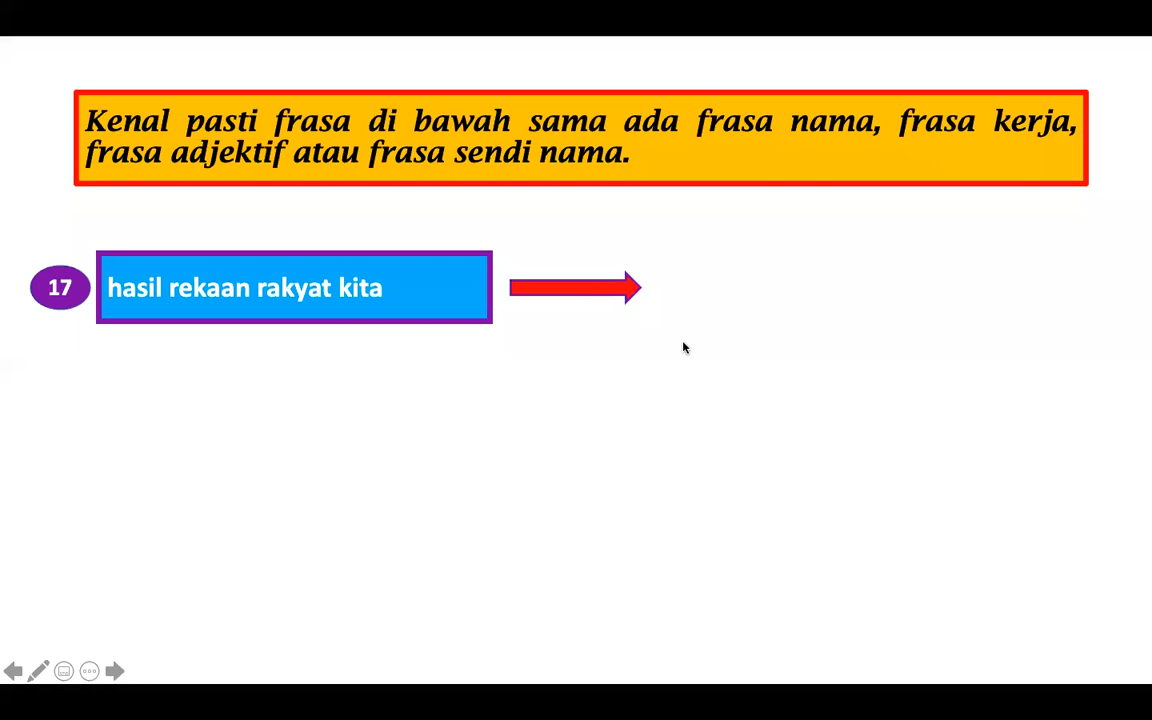 Kenal pasti frasa di bawah sama ada frasa nama, frasa kerja,
frasa adjektif atau frasa sendi nama.
17
hasil rekaan rakyat kita